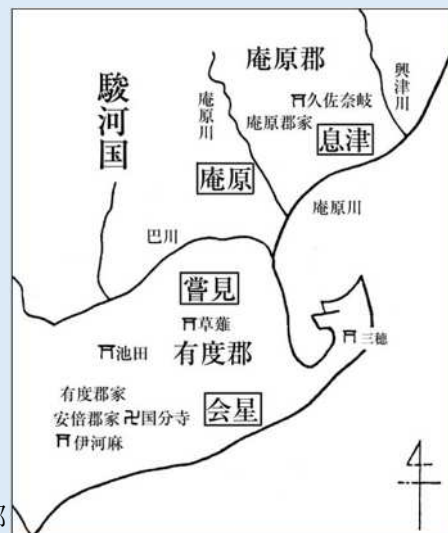 庵原郡
興津川
駿河国
庵原川
久佐奈岐
庵原郡家
息津
庵原
庵原川
巴川
嘗見
草薙
有度郡
池田
三穂
有度郡家
会星
安倍郡家 卍国分寺
伊河麻
郡